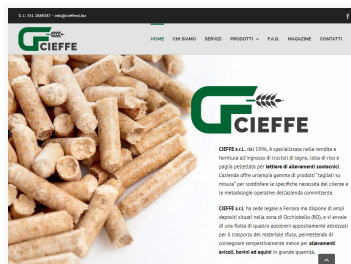 T. C. 331 2889287 - info@cieffesrl.biz
CIEFFE
HOME CHI SIAMO SERVIZI PRODOTTI F.A.Q. MAGAZINE CONTATTI
CIEFFE
CIEFFE s.r.l., dal 1996, è specializzata nella vendita e
fornitura all'ingrosso di truciolo di legno, lolla di riso e
paglia pellettata per lettiere di allevamenti zootecnici.
L'azienda offre un'ampia gamma di prodotti "tagliati su
misura" per soddisfare le specifiche necessità del cliente e
le metodologie operative dell'azienda committente.
CIEFFE s.r.l. ha sede legale a Ferrara ma dispone di ampi
depositi situati nella zona di Occhiobello (RO), e si avvale
di una flotta di quattro autotreni appositamente attrezzati
per il trasporto del materiale sfuso, permettendo di
consegnare tempestivamente merce per allevamenti
avicoli, bovini ed equini in grande quantità.